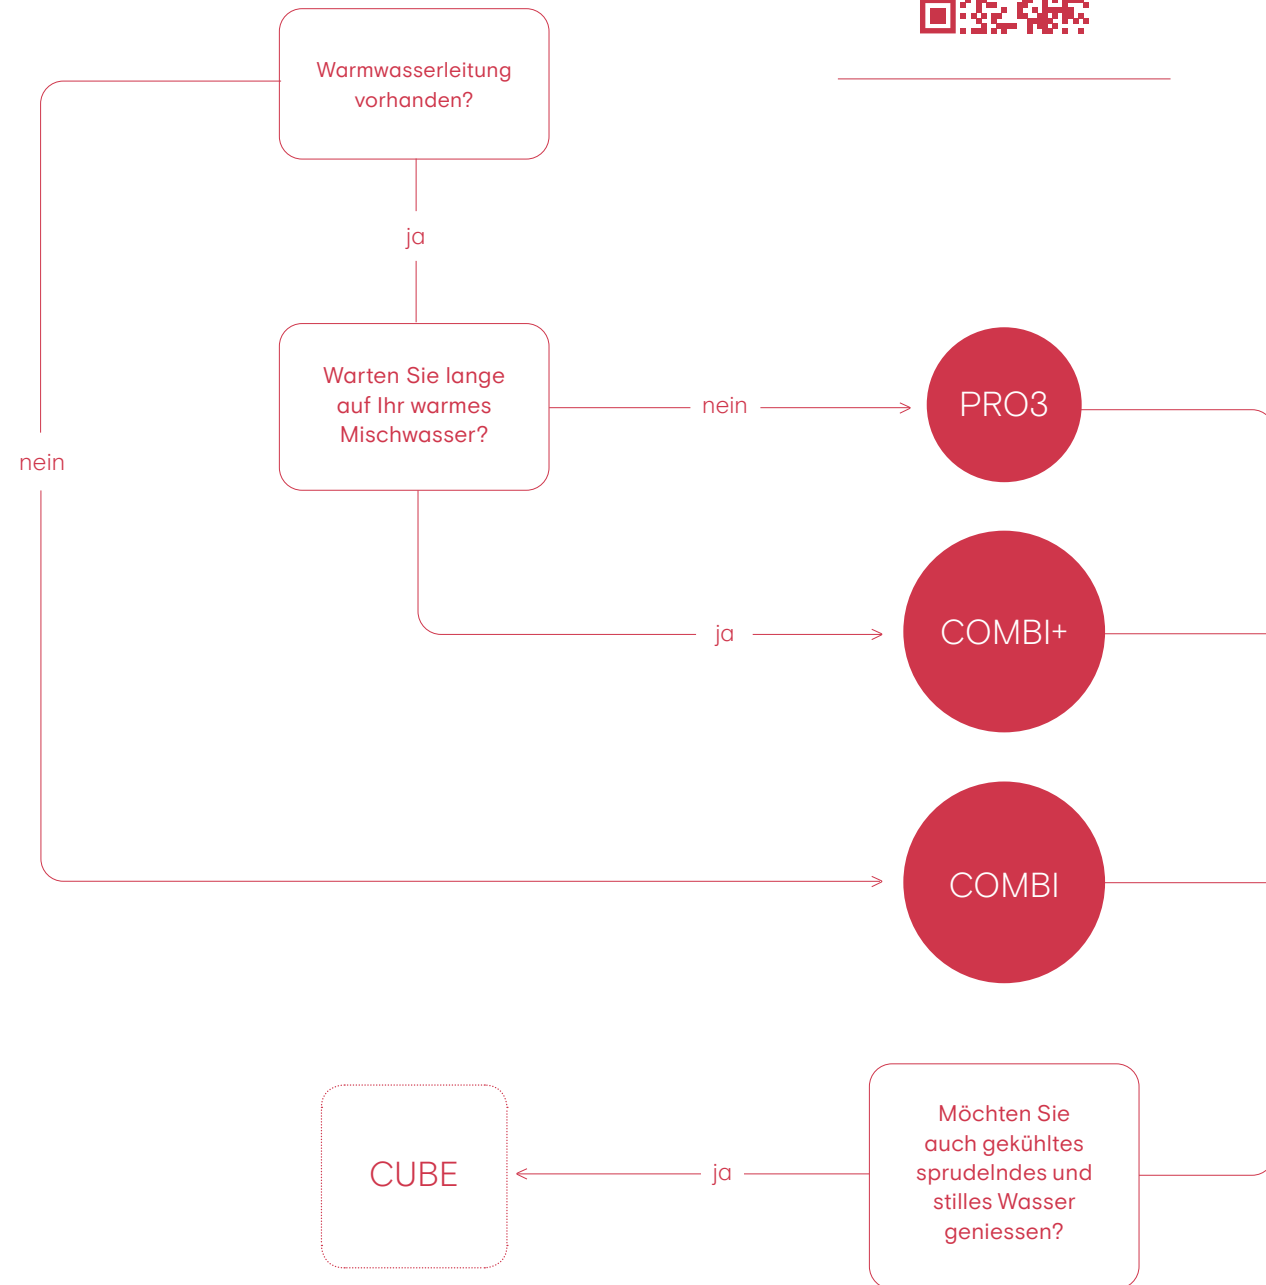 Warmwasserleitung
vorhanden?
ja
Warten Sie lange
auf Ihr warmes
Mischwasser?
nein
PRO3
nein
ja
COMBI+
COMBI
Möchten Sie
auch gekühltes
sprudelndes und
stilles Wasser
geniessen?
ja
CUBE